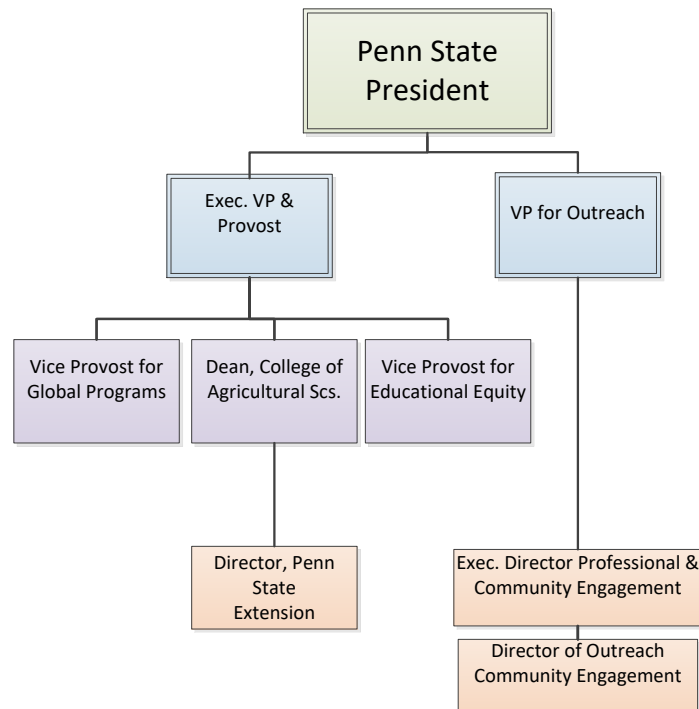 Penn State
President
Exec. VP &
Provost
VP for Outreach
Vice Provost for
Global Programs
Dean, College of
Agricultural Scs.
Vice Provost for
Educational Equity
Director, Penn
State
Extension
Exec. Director Professional &
Community Engagement
Director of Outreach
Community Engagement